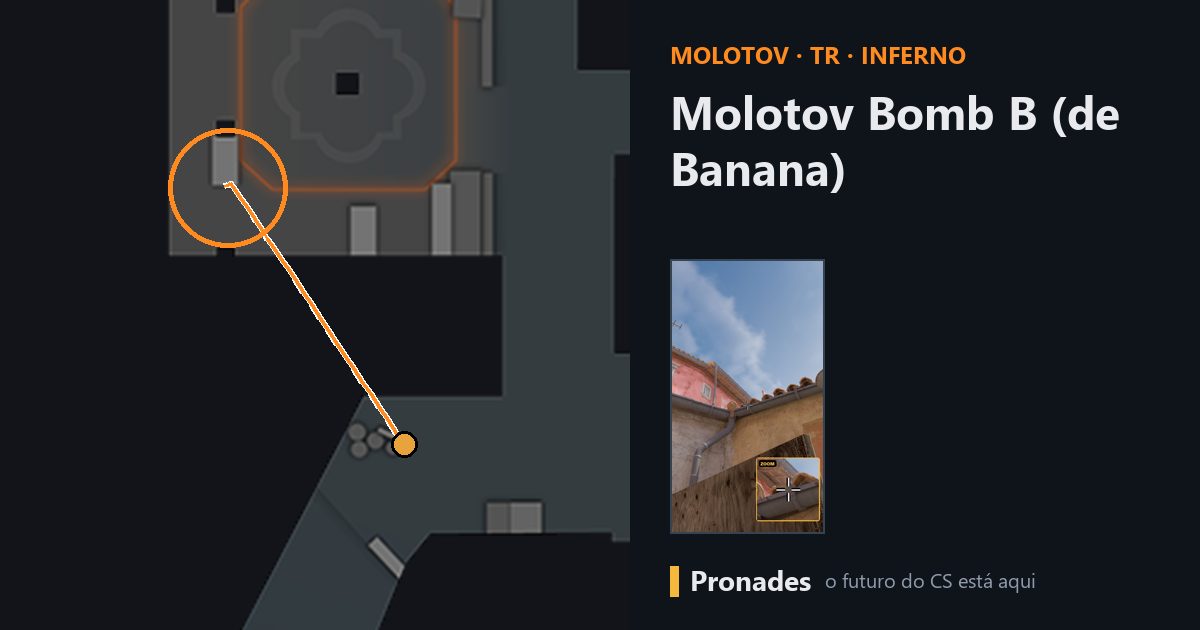 MOLOTOV · TR · INFERNO
Molotov Bomb B (de
Banana)
ZOOM
Pronades o futuro do CS está aqui